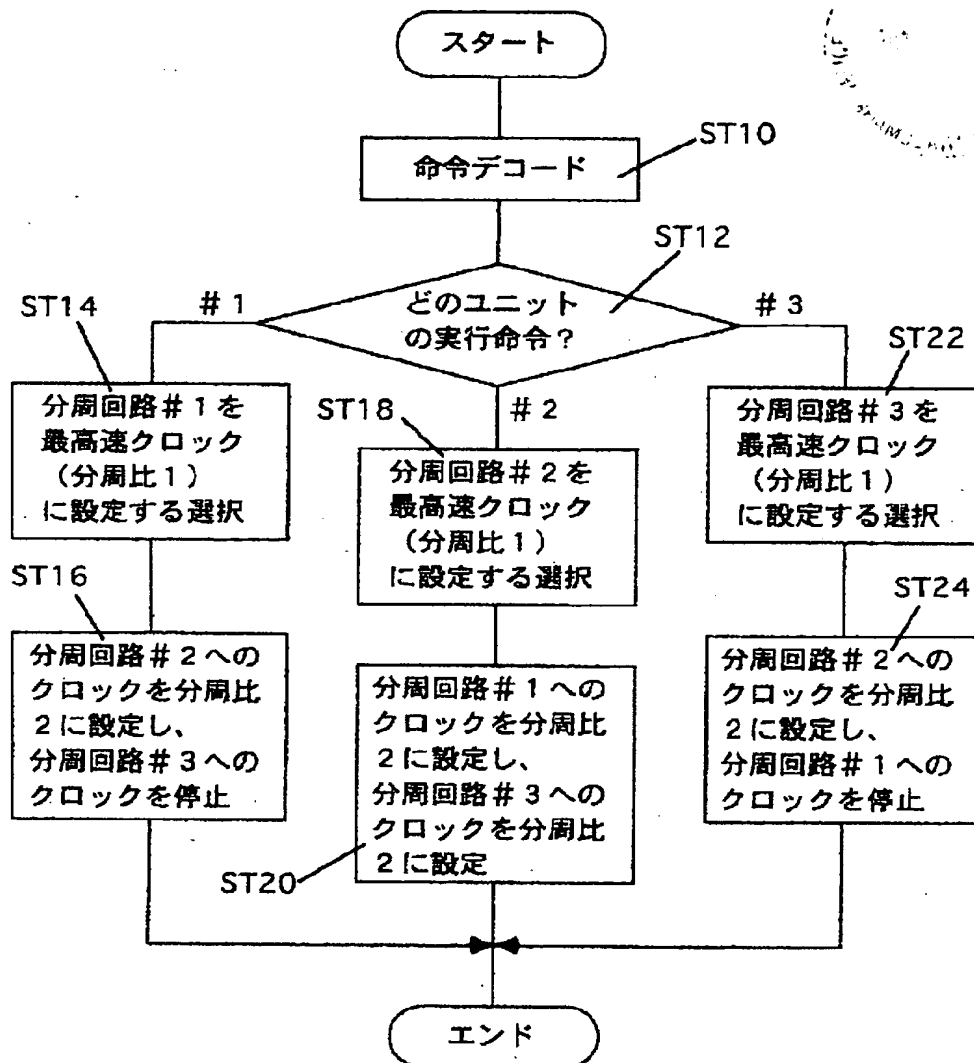 スタート
ST10
命令デコード
ST12
どのユニット
の実行命令？
＃１
＃２
＃３
ST14
分周回路＃１を
最高速クロック
（分周比１）
に設定する選択
ST16
分周回路＃２への
クロックを分周比
２に設定し、
分周回路＃３への
クロックを停止
ST18
分周回路＃２を
最高速クロック
（分周比１）
に設定する選択
分周回路＃１への
クロックを分周比
２に設定し、
分周回路＃３への
クロックを分周比
２に設定
ST20
ST22
分周回路＃３を
最高速クロック
（分周比１）
に設定する選択
ST24
分周回路＃２への
クロックを分周比
２に設定し、
分周回路＃１への
クロックを停止
エンド